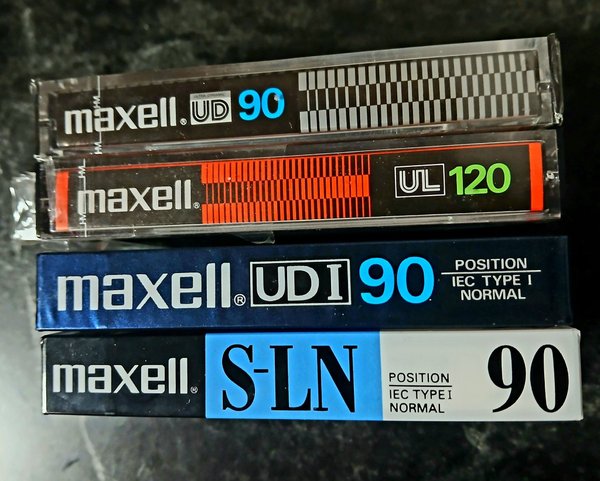 maxell® UD 90
maxell® UL 120
maxell® UD I 90 POSITION
IEC TYPE I
NORMAL
maxell® S-LN POSITION
IEC TYPE I
NORMAL 90